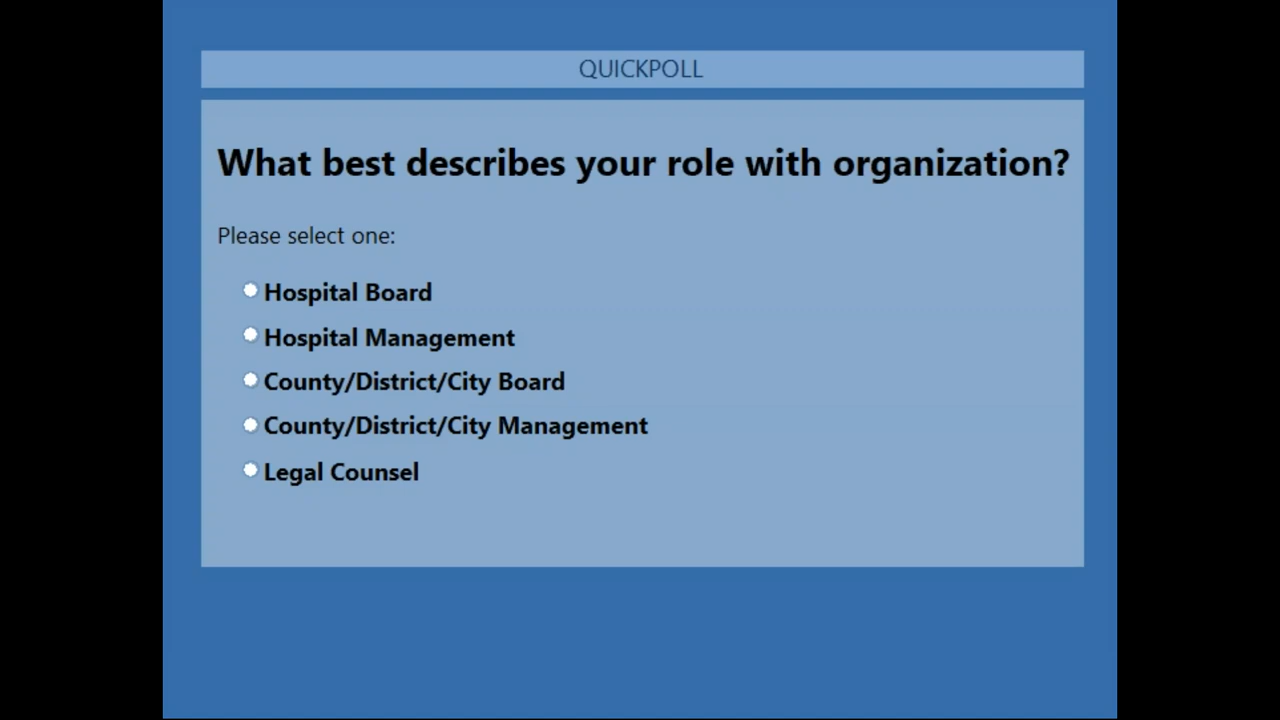 QUICKPOLL
What best describes your role with organization?
Please select one:
Hospital Board
Hospital Management
County/District/City Board
County/District/City Management
Legal Counsel